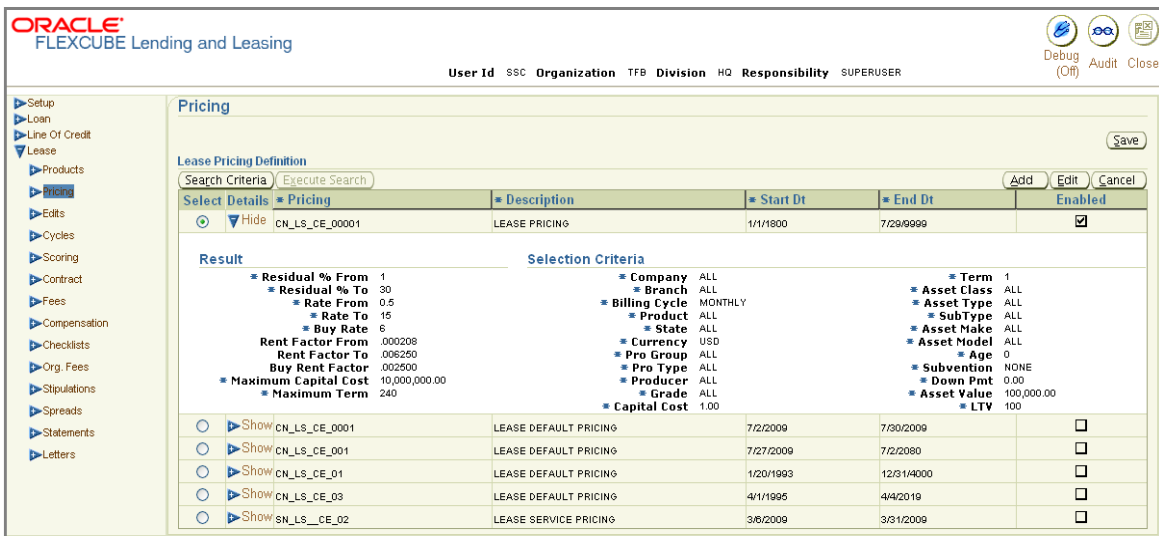 ORACLE
FLEXCUBE Lending and Leasing
Debug (Off) Audit Close
User Id SSC Organization TFB Division HQ Responsibility SUPERUSER
Setup
Loan
Line Of Credit
Lease
Products
Pricing
Edits
Cycles
Scoring
Contract
Fees
Compensation
Checklists
Org. Fees
Stipulations
Spreads
Statements
Letters
Pricing
Save
Lease Pricing Definition
Search Criteria Execute Search Add Edit Cancel
Select Details * Pricing * Description * Start Dt * End Dt Enabled
Hide CN_LS_CE_00001 LEASE PRICING 1/1/1800 7/29/9999
Result
* Residual % From 1
* Residual % To 30
* Rate From 0.5
* Rate To 15
* Buy Rate 6
Rent Factor From .000208
Rent Factor To .006250
Buy Rent Factor .002500
* Maximum Capital Cost 10,000,000.00
* Maximum Term 240
Selection Criteria
* Company ALL
* Branch ALL
* Billing Cycle MONTHLY
* Product ALL
* State ALL
* Currency USD
* Pro Group ALL
* Pro Type ALL
* Producer ALL
* Grade ALL
* Capital Cost 1.00
* Term 1
* Asset Class ALL
* Asset Type ALL
* SubType ALL
* Asset Make ALL
* Asset Model ALL
* Age 0
* Subvention NONE
* Down Pmt 0.00
* Asset Value 100,000.00
* LTV 100
Show CN_LS_CE_0001 LEASE DEFAULT PRICING 7/2/2009 7/30/2009
Show CN_LS_CE_001 LEASE DEFAULT PRICING 7/27/2009 7/2/2080
Show CN_LS_CE_01 LEASE DEFAULT PRICING 1/20/1993 12/31/4000
Show CN_LS_CE_03 LEASE DEFAULT PRICING 4/1/1995 4/4/2019
Show SN_LS__CE_02 LEASE SERVICE PRICING 3/6/2009 3/31/2009